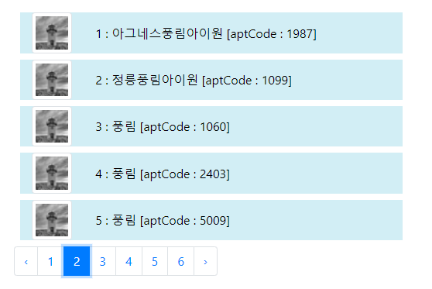 1 : 아그네스풍림아이원 [aptCode : 1987]
2 : 정릉풍림아이원 [aptCode : 1099]
3 : 풍림 [aptCode : 1060]
4 : 풍림 [aptCode : 2403]
5 : 풍림 [aptCode : 5009]
‹ 1 2 3 4 5 6 ›